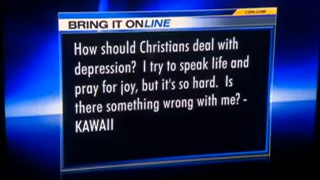 BRING IT ONLINE
How should Christians deal with
depression? I try to speak life and
pray for joy, but it's so hard. Is
there something wrong with me? -
KAWAII